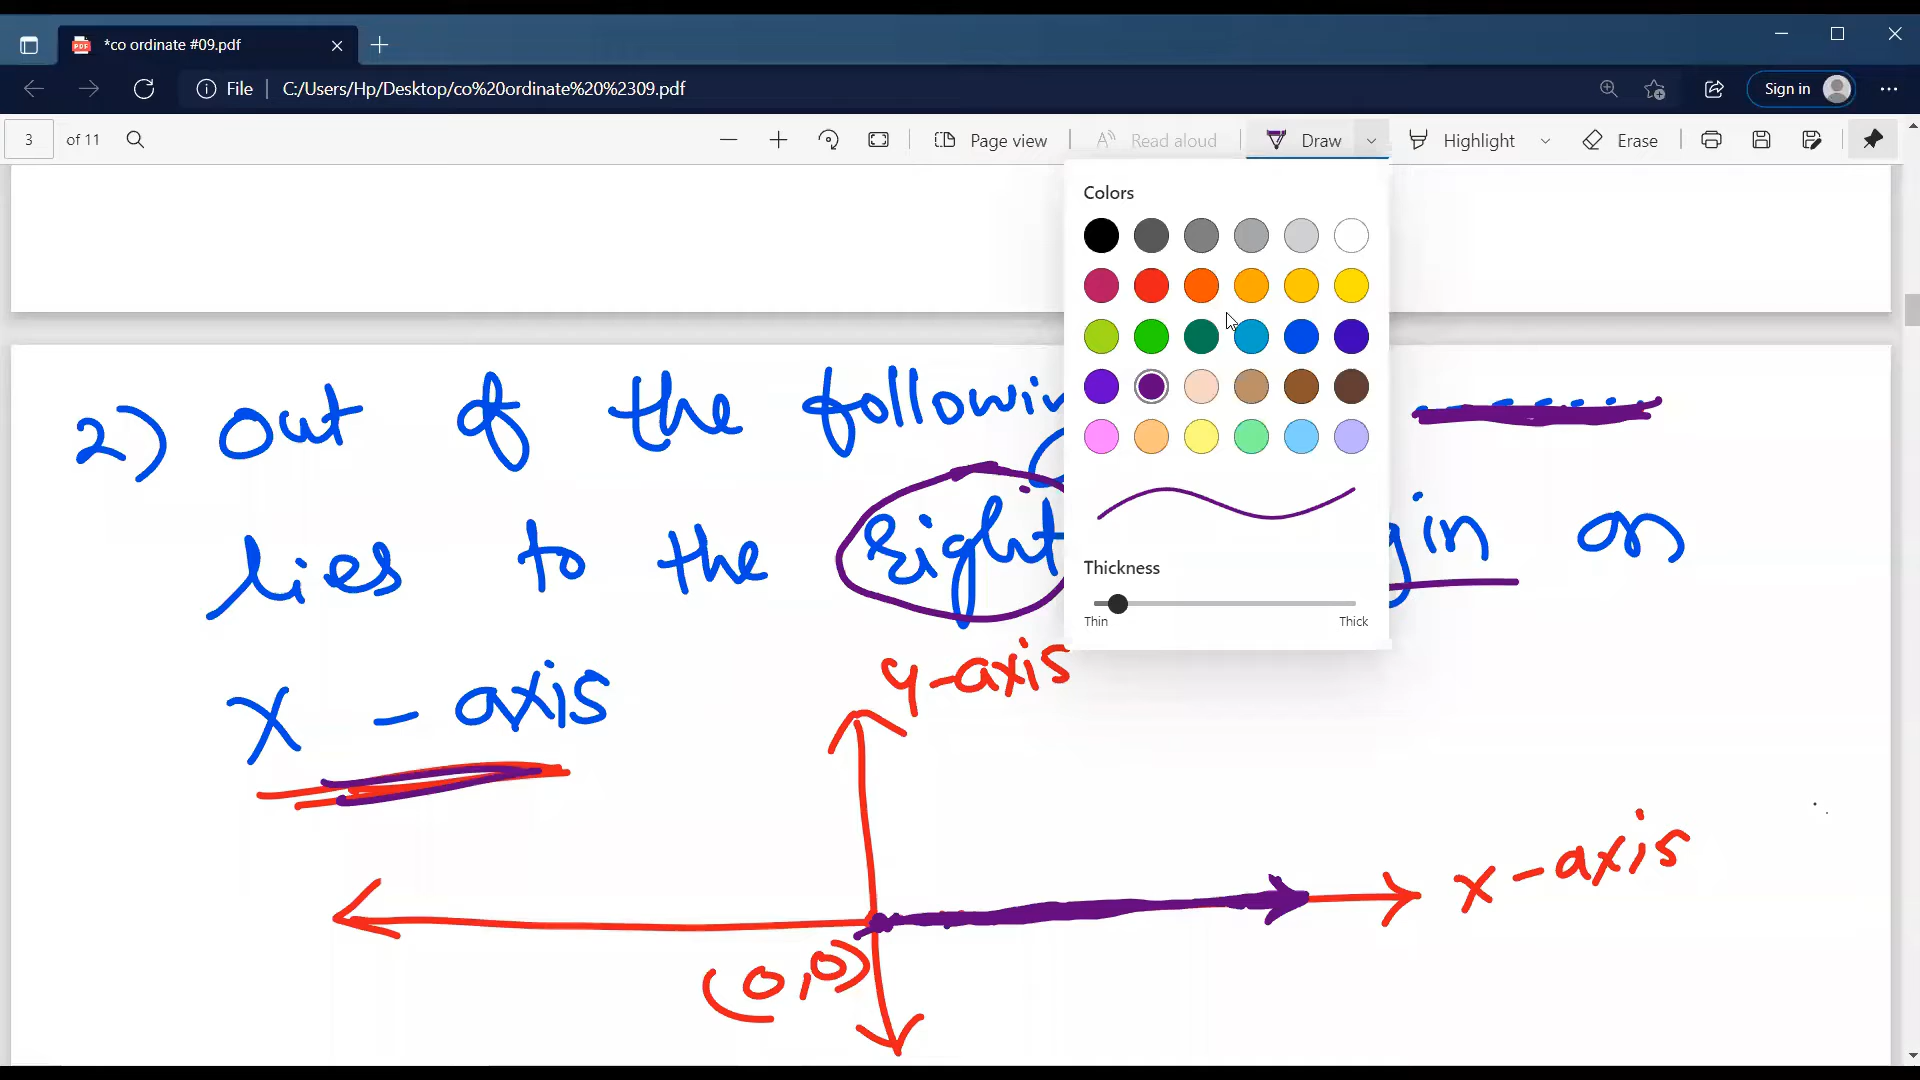 *co ordinate #09.pdf
File | C:/Users/Hp/Desktop/co%20ordinate%20%2309.pdf
Sign in
3 of 11
Page view
Read aloud
Draw
Highlight
Erase
Colors
2) out of the followin
lies to the Right gin on
Thickness
Thin Thick
x - axis
y-axis
x-axis
(0,0)